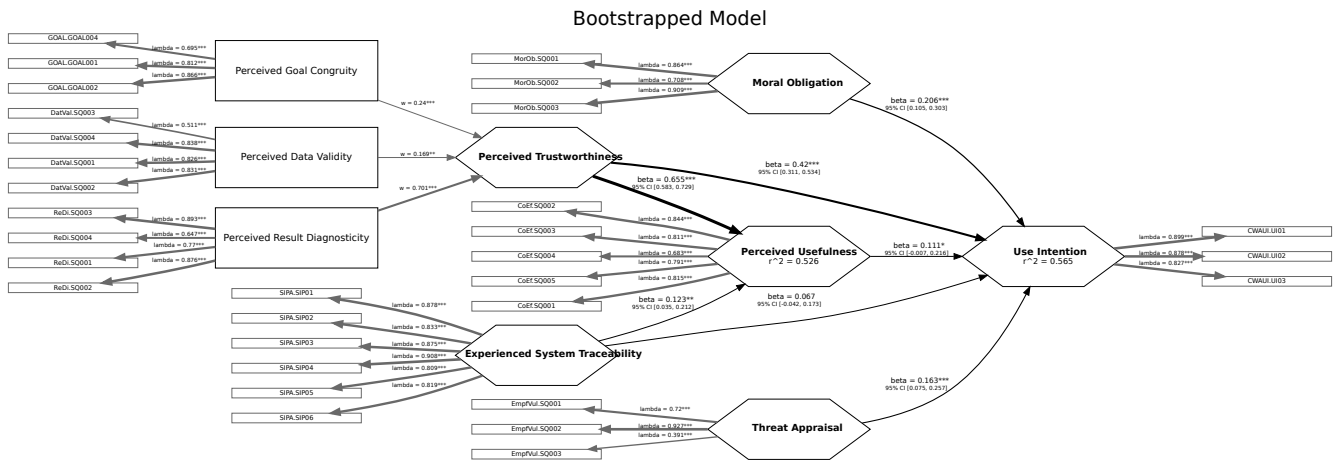 Bootstrapped Model
GOAL.GOAL004
lambda = 0.695***
GOAL.GOAL001
lambda = 0.812***
GOAL.GOAL002
lambda = 0.866***
Perceived Goal Congruity
w = 0.24***
DatVal.SQ003
lambda = 0.511***
DatVal.SQ004
lambda = 0.838***
DatVal.SQ001
lambda = 0.826***
DatVal.SQ002
lambda = 0.831***
Perceived Data Validity
w = 0.169**
ReDi.SQ003
lambda = 0.893***
ReDi.SQ004
lambda = 0.647***
ReDi.SQ001
lambda = 0.77***
ReDi.SQ002
lambda = 0.876***
Perceived Result Diagnosticity
w = 0.701***
MorOb.SQ001
lambda = 0.864***
MorOb.SQ002
lambda = 0.708***
MorOb.SQ003
lambda = 0.909***
Moral Obligation
beta = 0.206***
95% CI [0.105, 0.303]
Perceived Trustworthiness
beta = 0.42***
95% CI [0.311, 0.534]
beta = 0.655***
95% CI [0.583, 0.729]
CoEf.SQ002
lambda = 0.844***
CoEf.SQ003
lambda = 0.811***
CoEf.SQ004
lambda = 0.683***
CoEf.SQ005
lambda = 0.791***
CoEf.SQ001
lambda = 0.815***
Perceived Usefulness
r^2 = 0.526
beta = 0.111*
95% CI [-0.007, 0.216]
Use Intention
r^2 = 0.565
lambda = 0.899***
CWAUI.UI01
lambda = 0.878***
CWAUI.UI02
lambda = 0.827***
CWAUI.UI03
SIPA.SIP01
lambda = 0.878***
SIPA.SIP02
lambda = 0.833***
SIPA.SIP03
lambda = 0.875***
SIPA.SIP04
lambda = 0.908***
SIPA.SIP05
lambda = 0.809***
SIPA.SIP06
lambda = 0.819***
Experienced System Traceability
beta = 0.123**
95% CI [0.035, 0.212]
beta = 0.067
95% CI [-0.042, 0.173]
EmpfVul.SQ001
lambda = 0.72***
EmpfVul.SQ002
lambda = 0.927***
EmpfVul.SQ003
lambda = 0.391***
Threat Appraisal
beta = 0.163***
95% CI [0.075, 0.257]